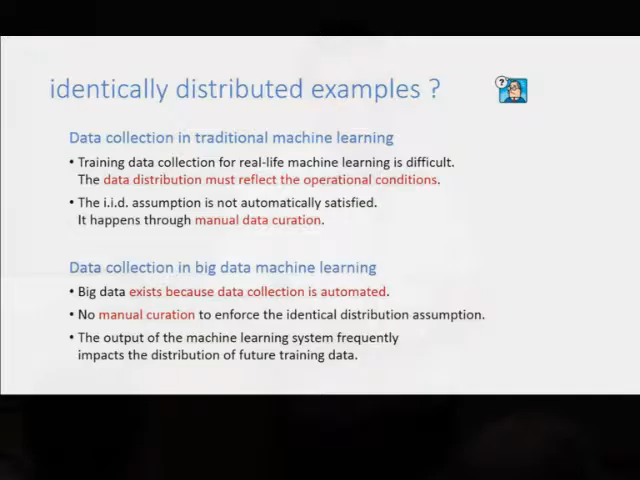 identically distributed examples ?
?
Data collection in traditional machine learning
• Training data collection for real-life machine learning is difficult.
The data distribution must reflect the operational conditions.
• The i.i.d. assumption is not automatically satisfied.
It happens through manual data curation.
Data collection in big data machine learning
• Big data exists because data collection is automated.
• No manual curation to enforce the identical distribution assumption.
• The output of the machine learning system frequently
impacts the distribution of future training data.